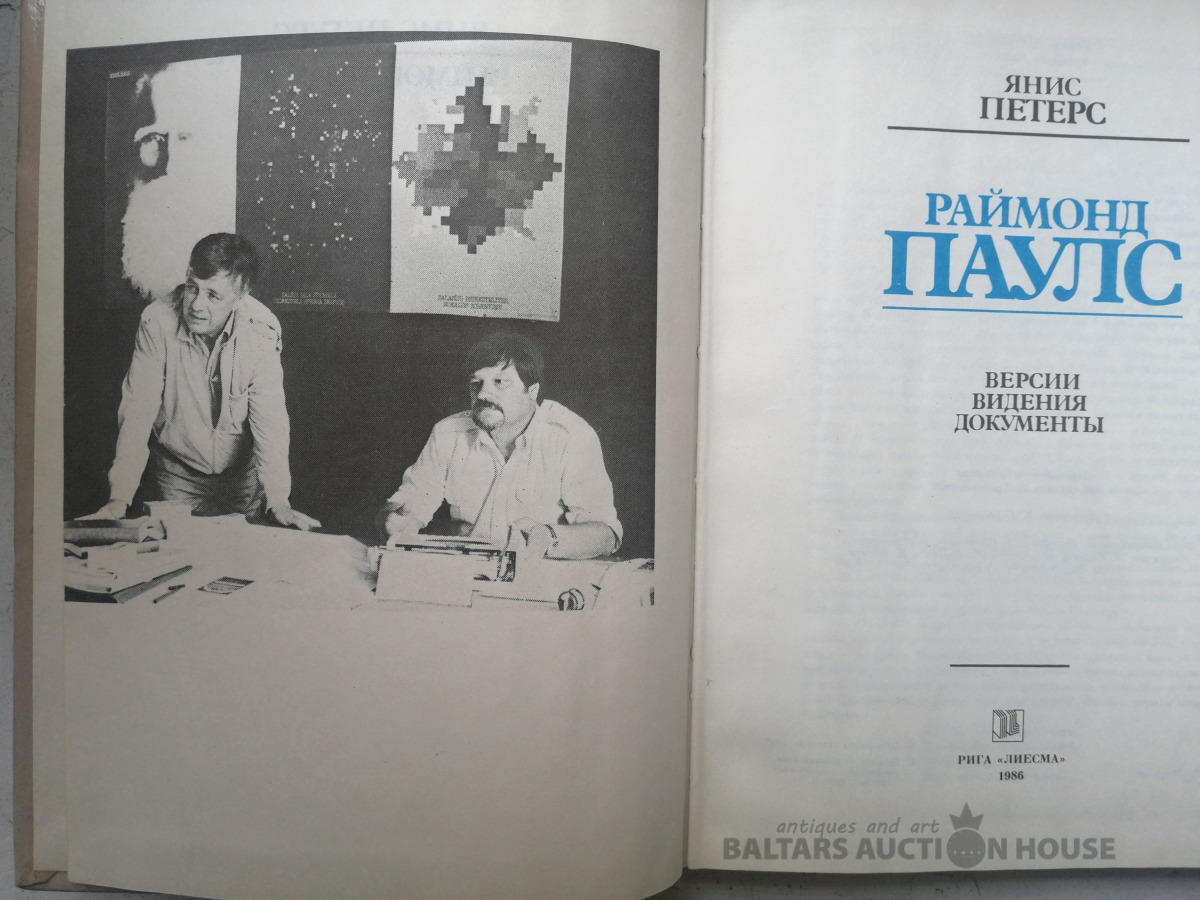 ЯНИС
ПЕТЕРС
РАЙМОНД
ПАУЛС
ВЕРСИИ
ВИДЕНИЯ
ДОКУМЕНТЫ
РИГА «ЛИЕСМА»
1986
antiques and art
BALTARS AUCTION HOUSE